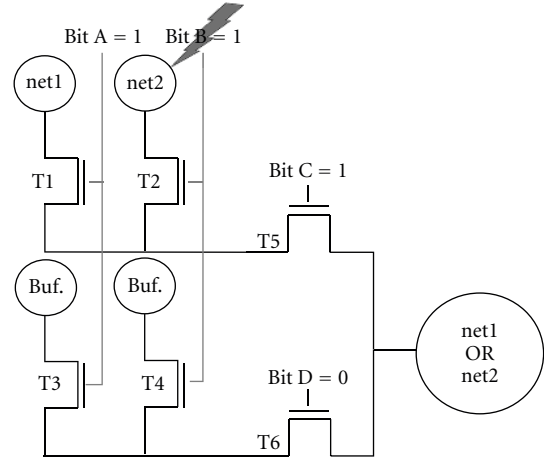 Bit A = 1
Bit B = 1
net1
net2
T1
T2
Bit C = 1
T5
Buf.
Buf.
net1
OR
net2
T3
T4
Bit D = 0
T6